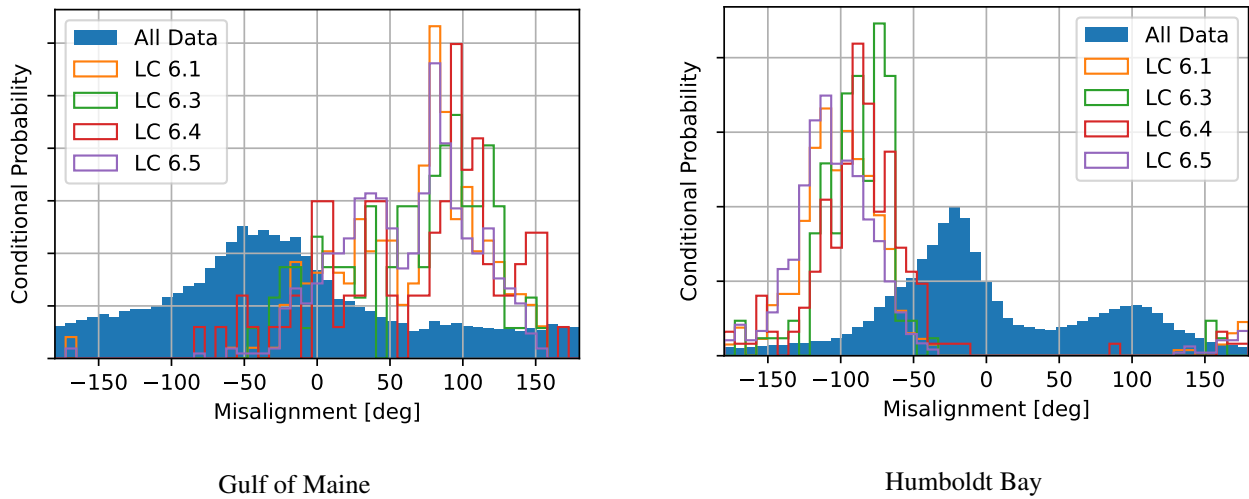 Conditional Probability
All Data
LC 6.1
LC 6.3
LC 6.4
LC 6.5
−150 −100 −50 0 50 100 150
Misalignment [deg]
Gulf of Maine
Conditional Probability
All Data
LC 6.1
LC 6.3
LC 6.4
LC 6.5
−150 −100 −50 0 50 100 150
Misalignment [deg]
Humboldt Bay